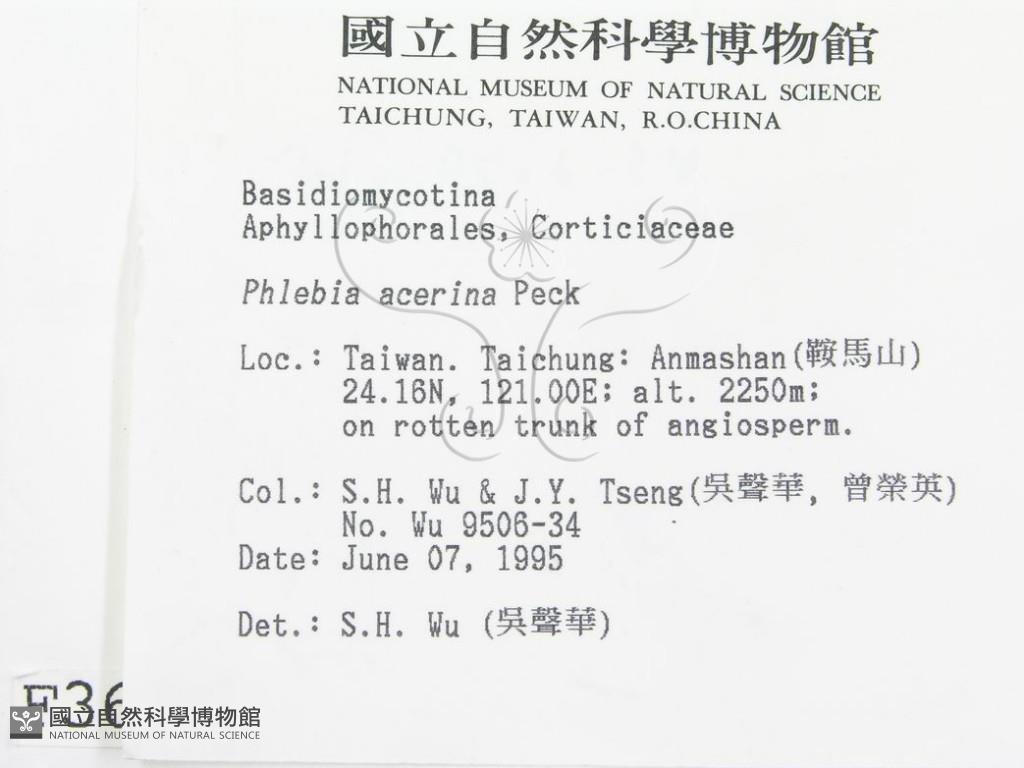 國立自然科學博物館
NATIONAL MUSEUM OF NATURAL SCIENCE
TAICHUNG, TAIWAN, R.O.CHINA
Basidiomycotina
Aphyllophorales, Corticiaceae
Phlebia acerina Peck
Loc.: Taiwan. Taichung: Anmashan(鞍馬山)
24.16N, 121.00E; alt. 2250m;
on rotten trunk of angiosperm.
Col.: S.H. Wu & J.Y. Tseng(吳聲華, 曾榮英)
No. Wu 9506-34
Date: June 07, 1995
Det.: S.H. Wu (吳聲華)
國立自然科學博物館
NATIONAL MUSEUM OF NATURAL SCIENCE